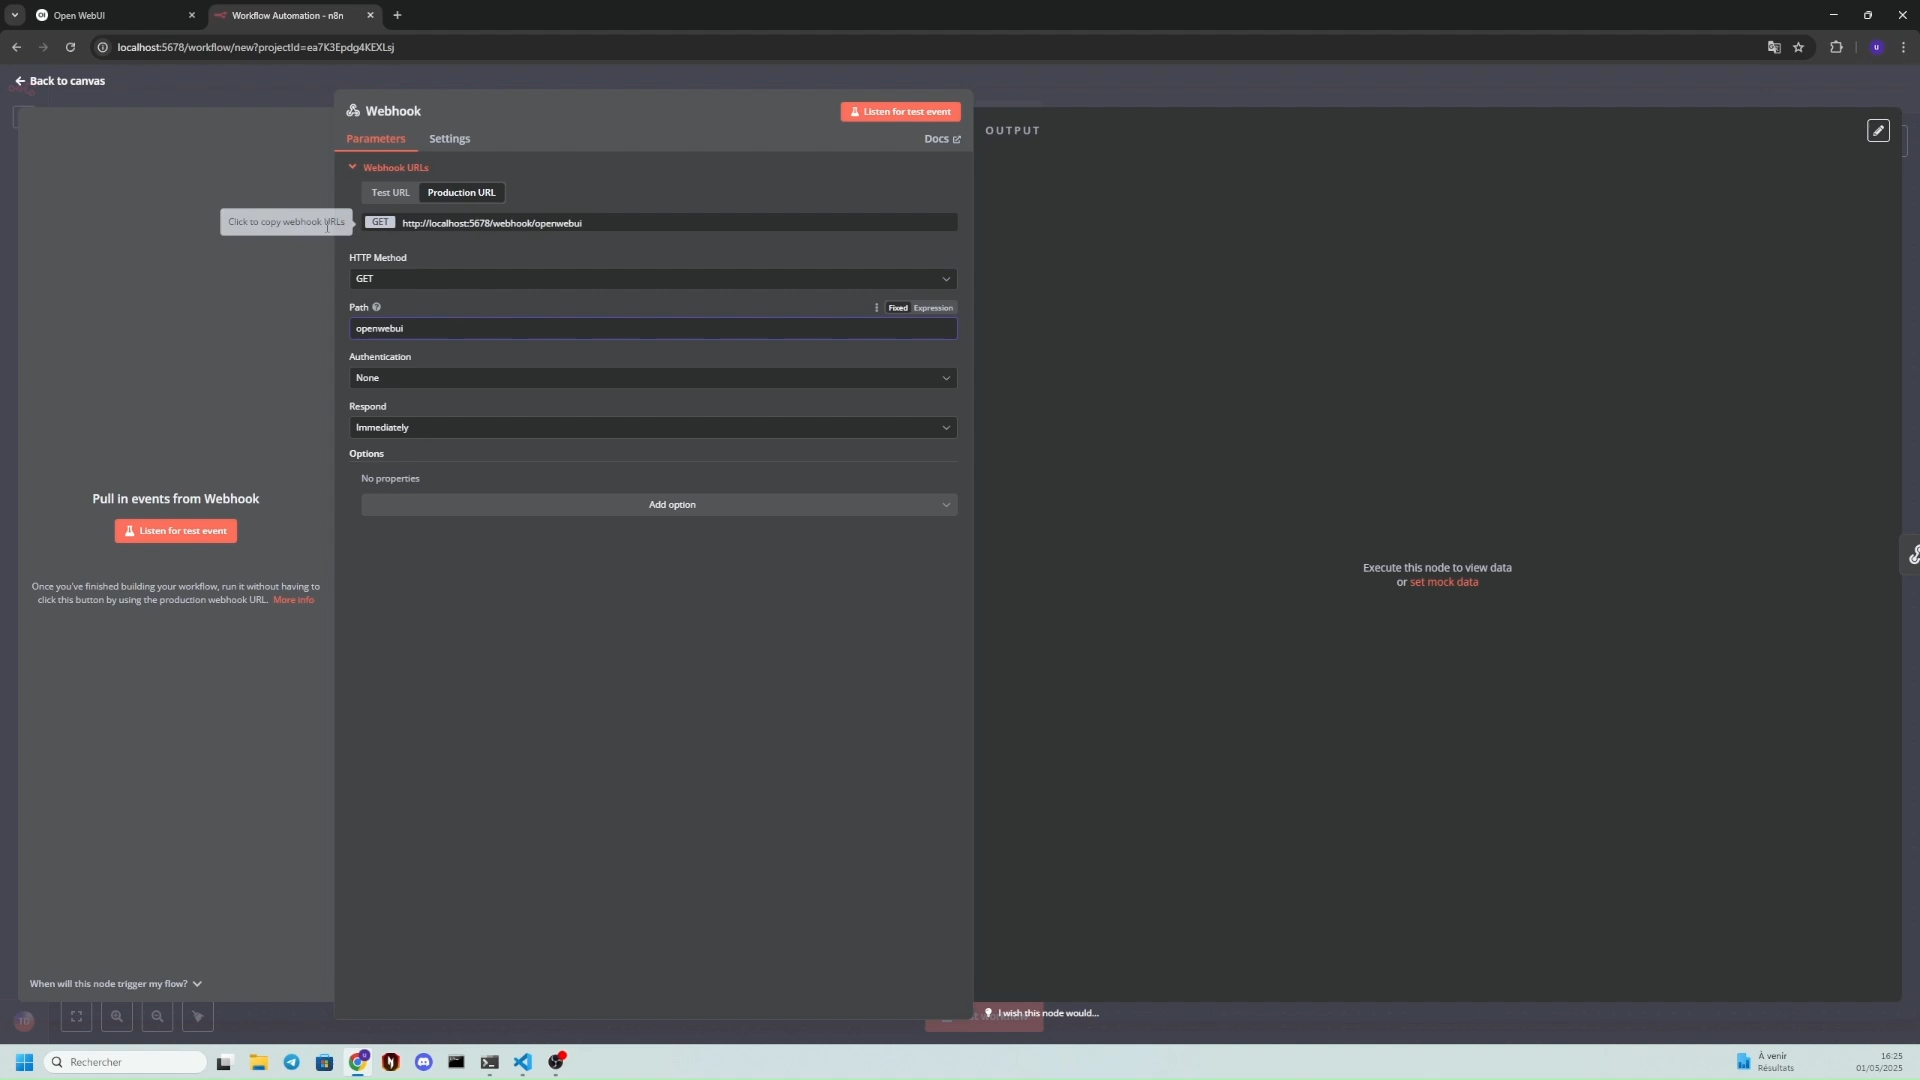 Open WebUI
Workflow Automation - n8n
localhost:5678/workflow/new?projectId=ea7K3Epdg4KEXLsj
U
Back to canvas
Webhook
Listen for test event
Parameters
Settings
Docs
OUTPUT
Webhook URLs
Test URL
Production URL
Click to copy webhook URLs
GET
http://localhost:5678/webhook/openwebui
HTTP Method
GET
Path
Fixed
Expression
openwebui
Authentication
None
Respond
Immediately
Options
No properties
Add option
Pull in events from Webhook
Listen for test event
Once you've finished building your workflow, run it without having to
click this button by using the production webhook URL. More info
Execute this node to view data
or set mock data
When will this node trigger my flow?
TD
I wish this node would...
Rechercher
À venir
Résultats
16:25
01/05/2025